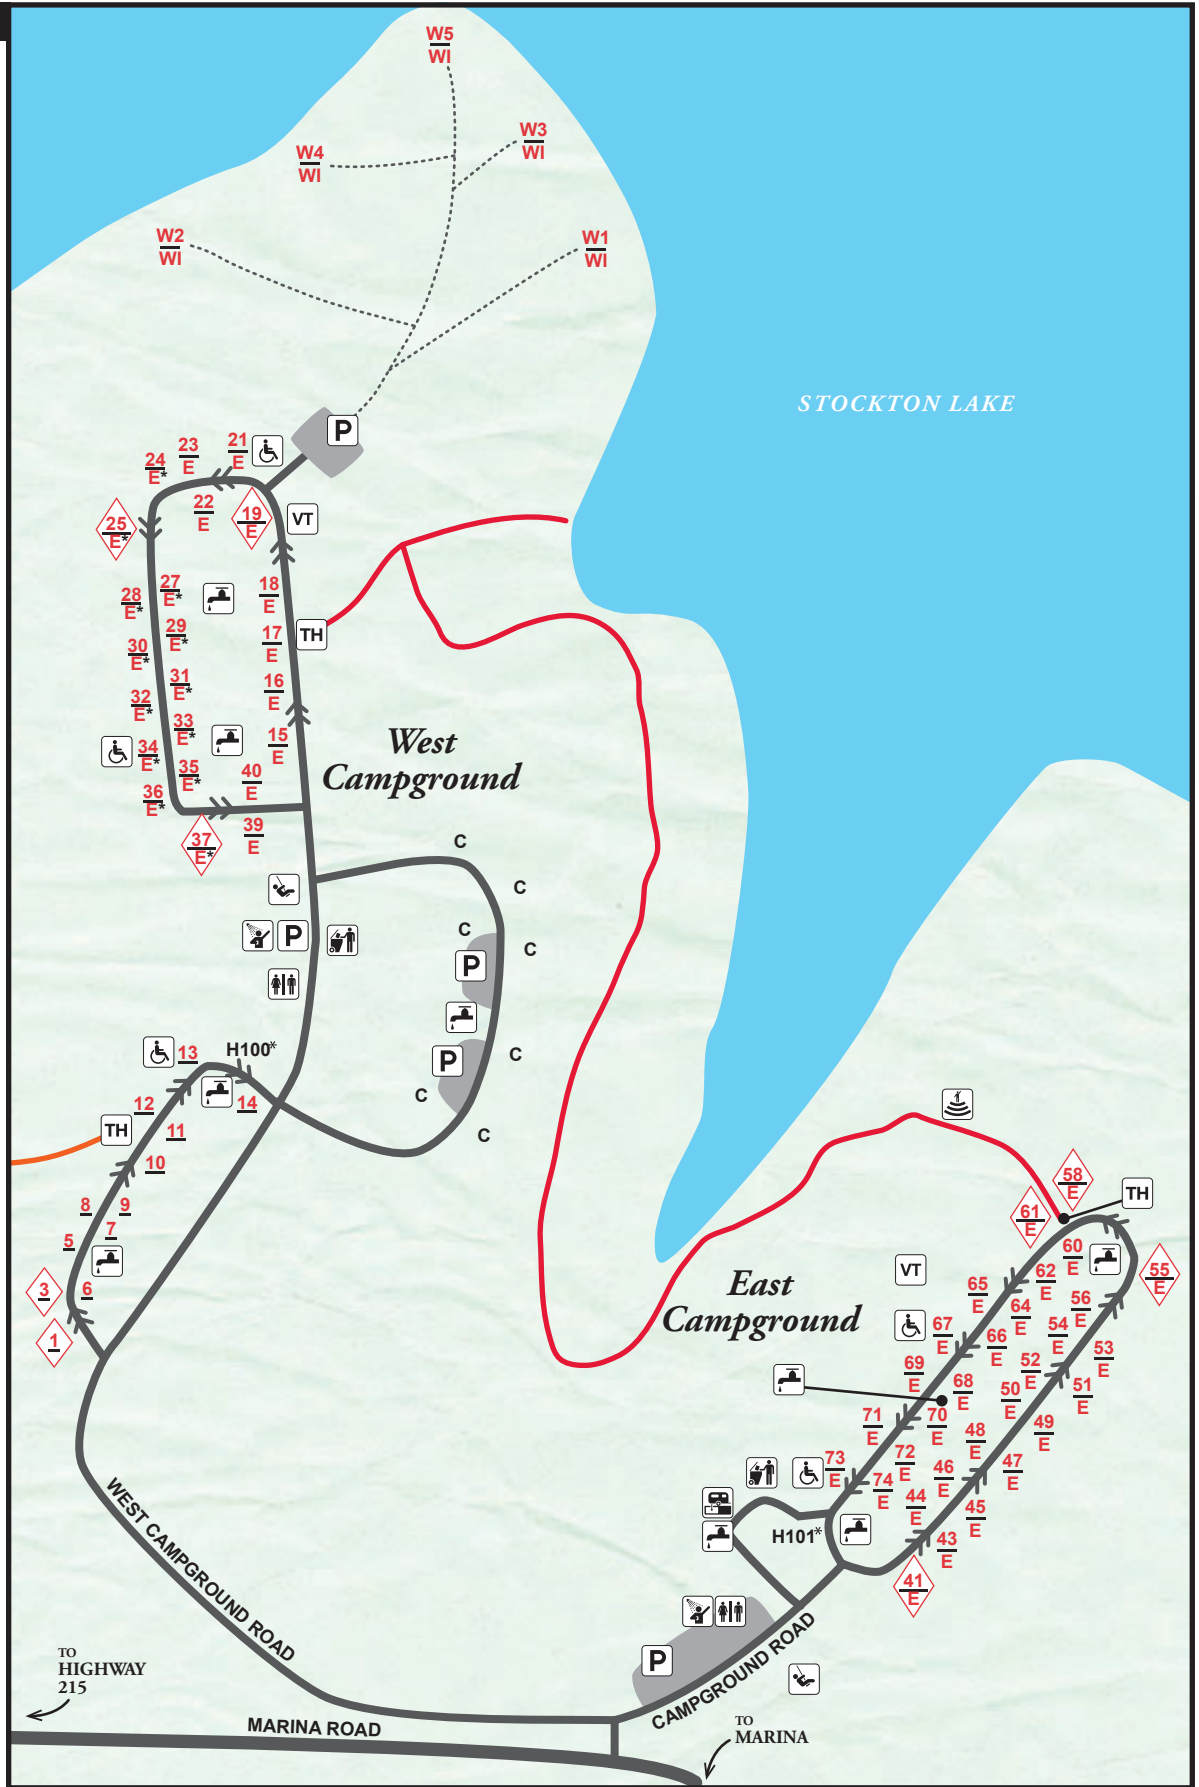 W5
WI
W3
WI
W4
WI
W2
WI
W1
WI
STOCKTON LAKE
P
21
E
23
E
24
E*
22
E
19
E
VT
25
E*
27
E*
28
E*
18
E
29
E*
17
E
TH
30
E*
31
E*
16
E
32
E*
33
E*
15
E
34
E*
35
E*
40
E
36
E*
37
E*
39
E
West
Campground
C
C
C
C
P
P
C
P
C
C
H100*
13
12
14
TH
11
10
8
9
7
5
6
3
1
58
E
TH
61
E
60
E
55
E
VT
62
E
65
E
56
E
64
E
East
Campground
67
E
54
E
66
E
53
E
69
E
52
E
68
E
50
E
51
E
71
E
70
E
49
E
48
E
73
E
72
E
47
E
46
E
74
E
44
E
45
E
H101*
43
E
41
E
P
WEST CAMPGROUND ROAD
CAMPGROUND ROAD
TO
HIGHWAY
215
MARINA ROAD
TO
MARINA